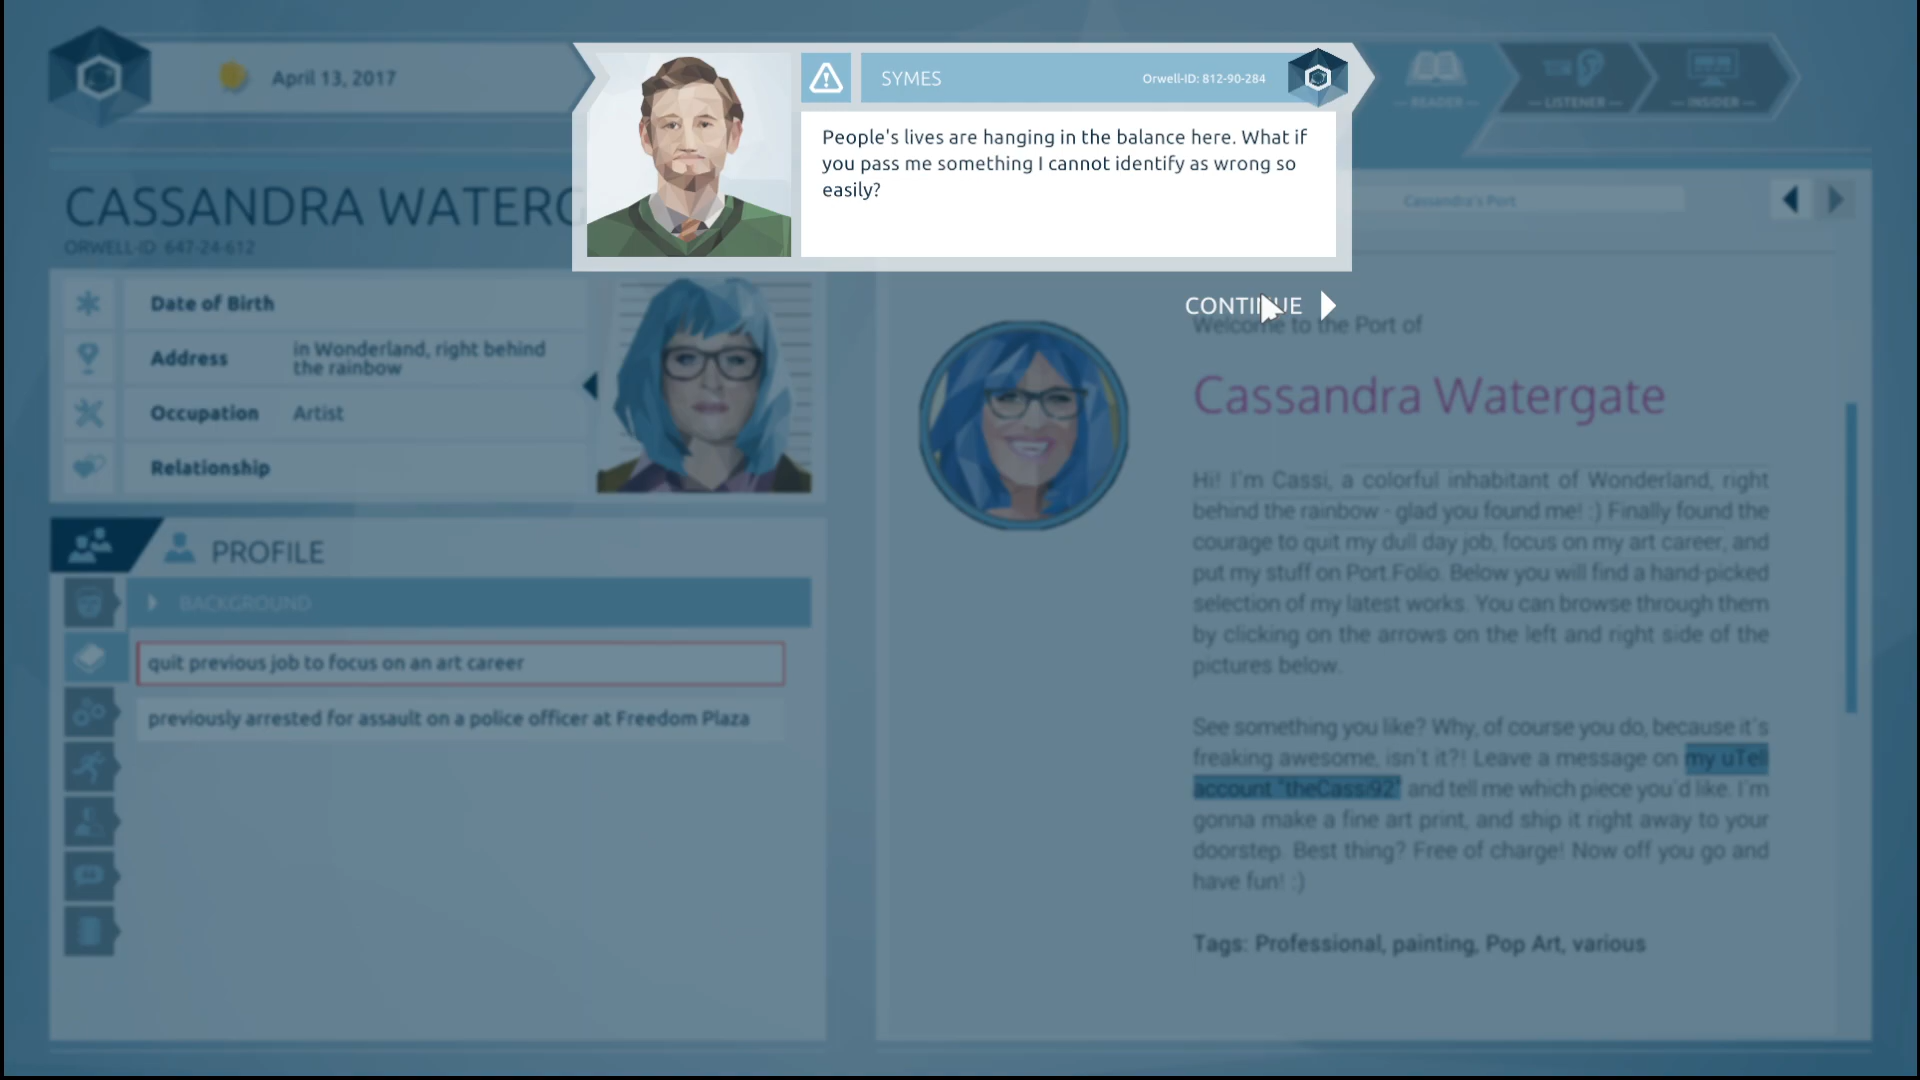 April 13, 2017
SYMES
Orwell-ID: 812-90-284
People's lives are hanging in the balance here. What if
you pass me something I cannot identify as wrong so
easily?
CONTINUE
READER
LISTENER
INSIDER
CASSANDRA WATERG
ORWELL-ID 647-24-612
Date of Birth
Address
in Wonderland, right behind
the rainbow
Occupation
Artist
Relationship
PROFILE
BACKGROUND
quit previous job to focus on an art career
previously arrested for assault on a police officer at Freedom Plaza
Cassandra's Port
Welcome to the Port of
Cassandra Watergate
Hi! I'm Cassi, a colorful inhabitant of Wonderland, right
behind the rainbow - glad you found me! :) Finally found the
courage to quit my dull day job, focus on my art career, and
put my stuff on Port.Folio. Below you will find a hand-picked
selection of my latest works. You can browse through them
by clicking on the arrows on the left and right side of the
pictures below.
See something you like? Why, of course you do, because it's
freaking awesome, isn't it?! Leave a message on my uTell
account "theCassi92" and tell me which piece you'd like. I'm
gonna make a fine art print, and ship it right away to your
doorstep. Best thing? Free of charge! Now off you go and
have fun! :)
Tags: Professional, painting, Pop Art, various